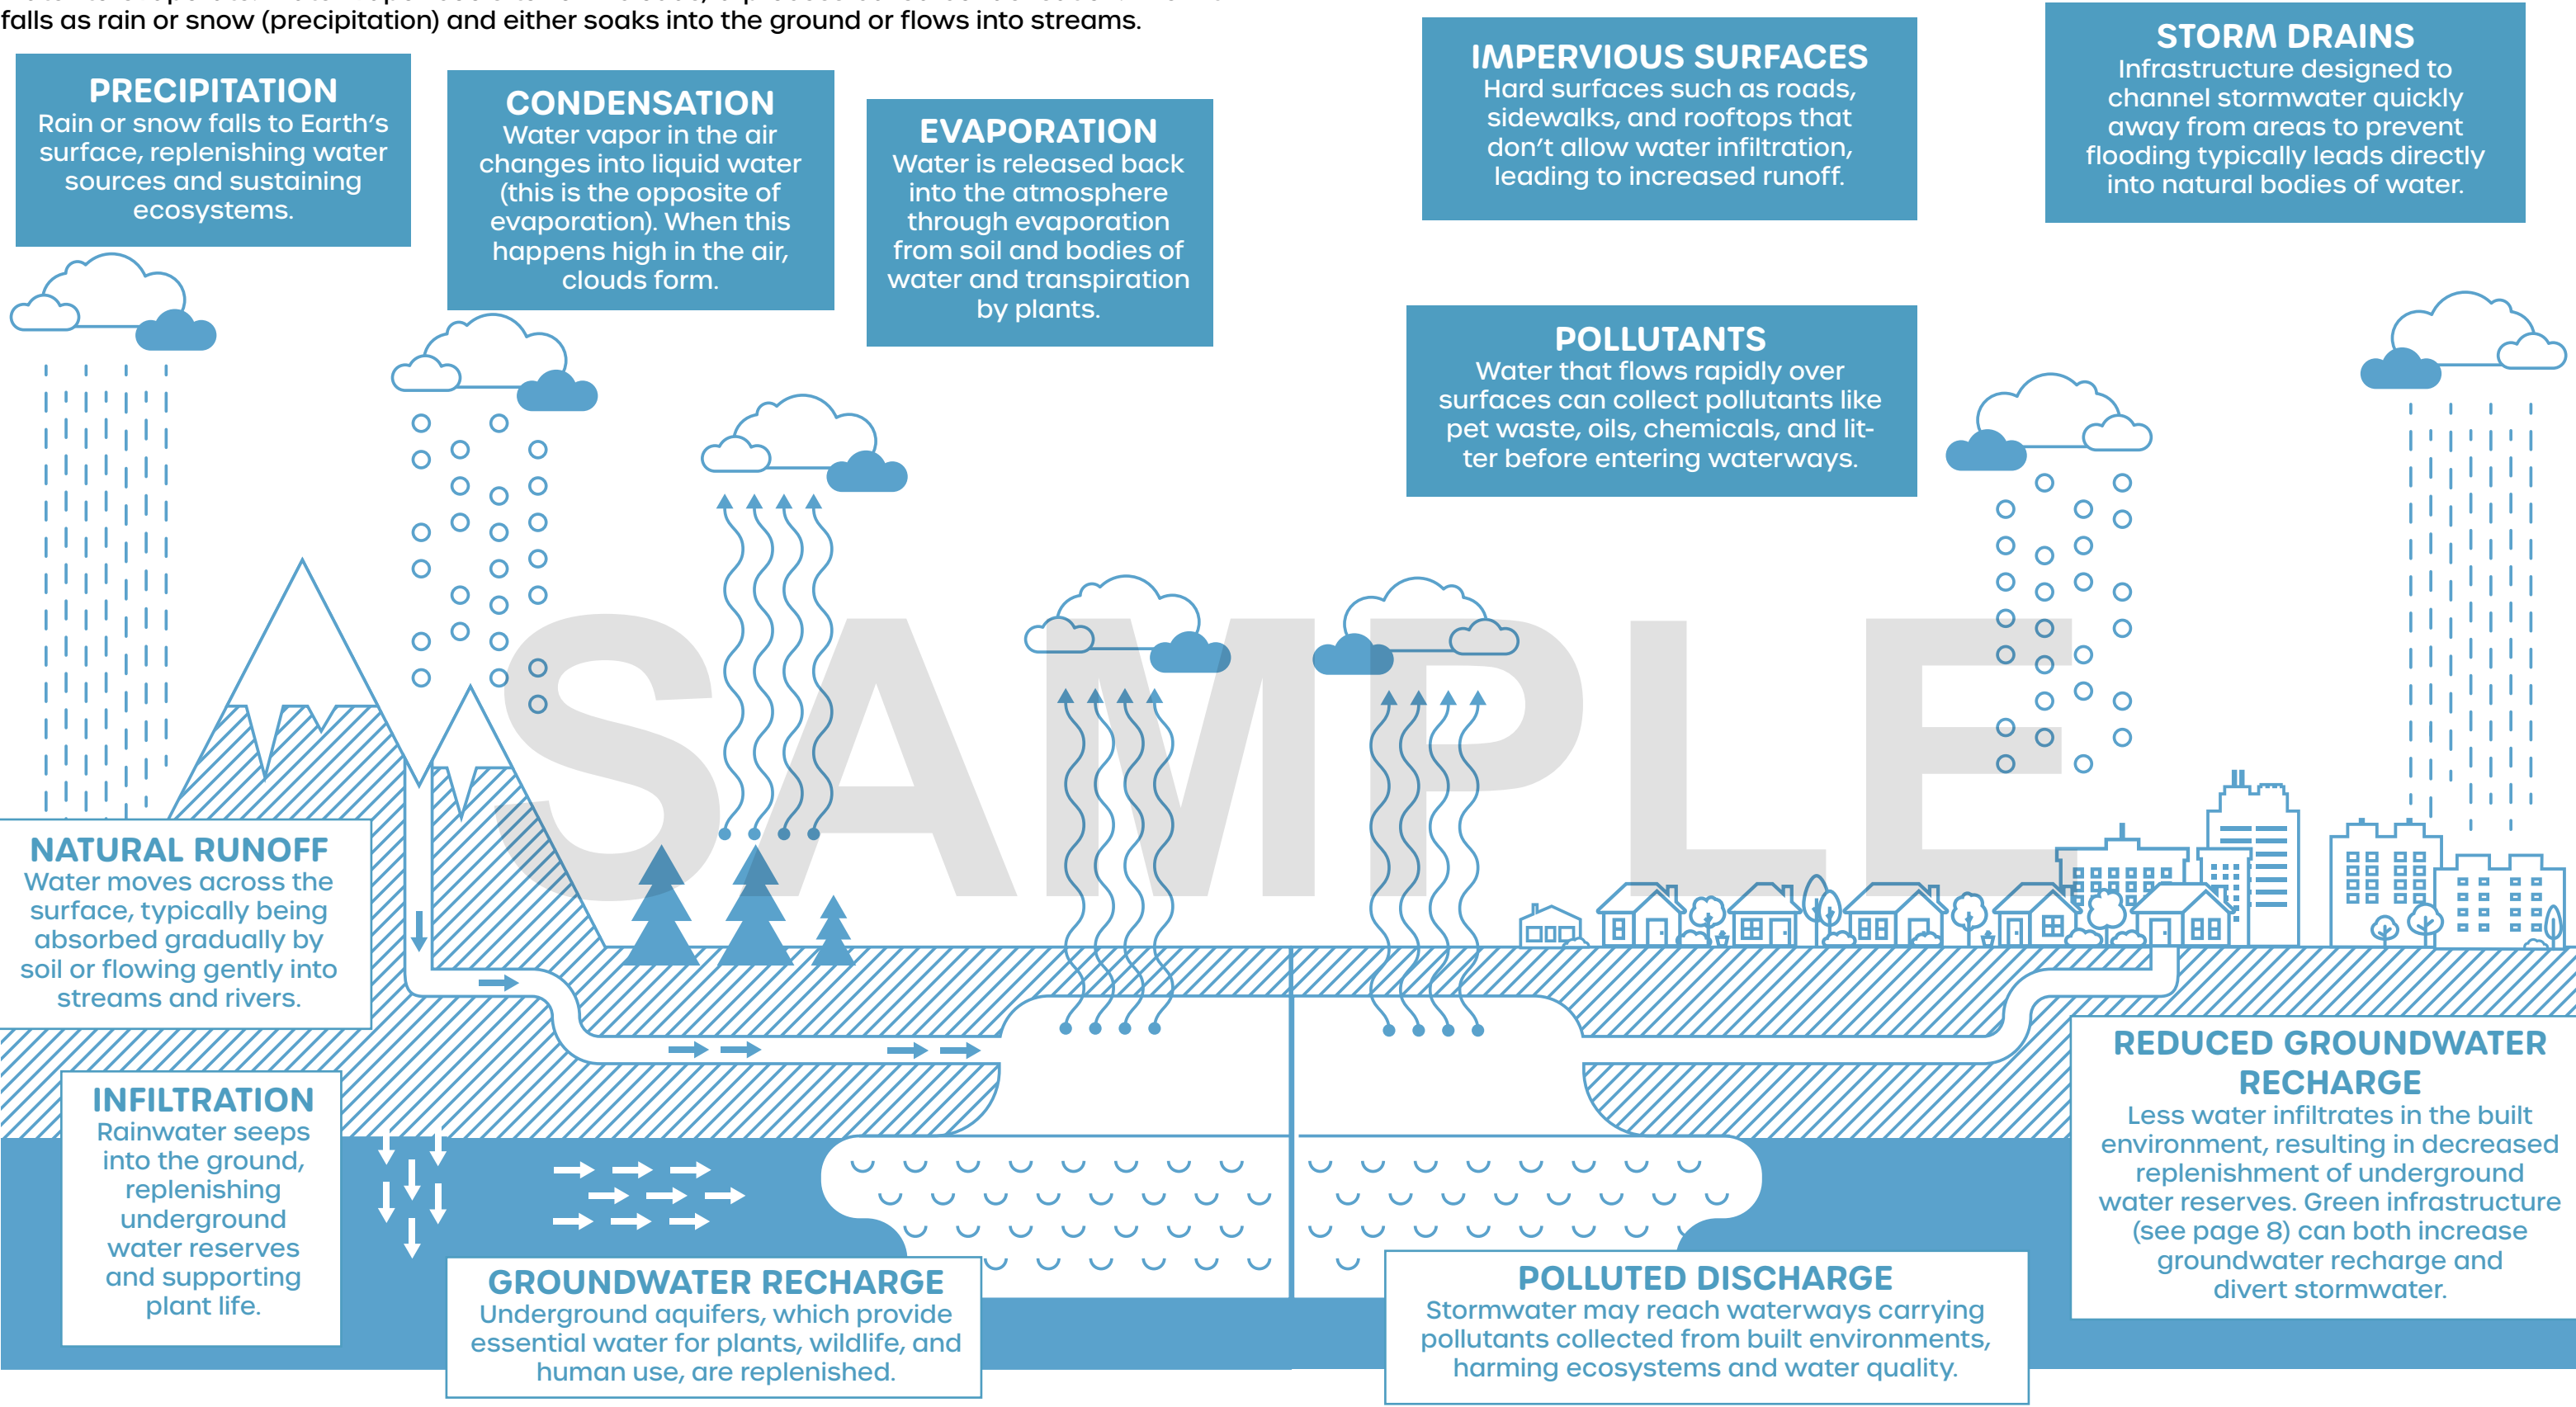 falls as rain or snow (precipitation) and either soaks into the ground or flows into streams.
PRECIPITATION
Rain or snow falls to Earth's
surface, replenishing water
sources and sustaining
ecosystems.
CONDENSATION
Water vapor in the air
changes into liquid water
(this is the opposite of
evaporation). When this
happens high in the air,
clouds form.
EVAPORATION
Water is released back
into the atmosphere
through evaporation
from soil and bodies of
water and transpiration
by plants.
IMPERVIOUS SURFACES
Hard surfaces such as roads,
sidewalks, and rooftops that
don't allow water infiltration,
leading to increased runoff.
STORM DRAINS
Infrastructure designed to
channel stormwater quickly
away from areas to prevent
flooding typically leads directly
into natural bodies of water.
POLLUTANTS
Water that flows rapidly over
surfaces can collect pollutants like
pet waste, oils, chemicals, and lit-
ter before entering waterways.
SAMPLE
NATURAL RUNOFF
Water moves across the
surface, typically being
absorbed gradually by
soil or flowing gently into
streams and rivers.
INFILTRATION
Rainwater seeps
into the ground,
replenishing
underground
water reserves
and supporting
plant life.
GROUNDWATER RECHARGE
Underground aquifers, which provide
essential water for plants, wildlife, and
human use, are replenished.
POLLUTED DISCHARGE
Stormwater may reach waterways carrying
pollutants collected from built environments,
harming ecosystems and water quality.
REDUCED GROUNDWATER
RECHARGE
Less water infiltrates in the built
environment, resulting in decreased
replenishment of underground
water reserves. Green infrastructure
(see page 8) can both increase
groundwater recharge and
divert stormwater.